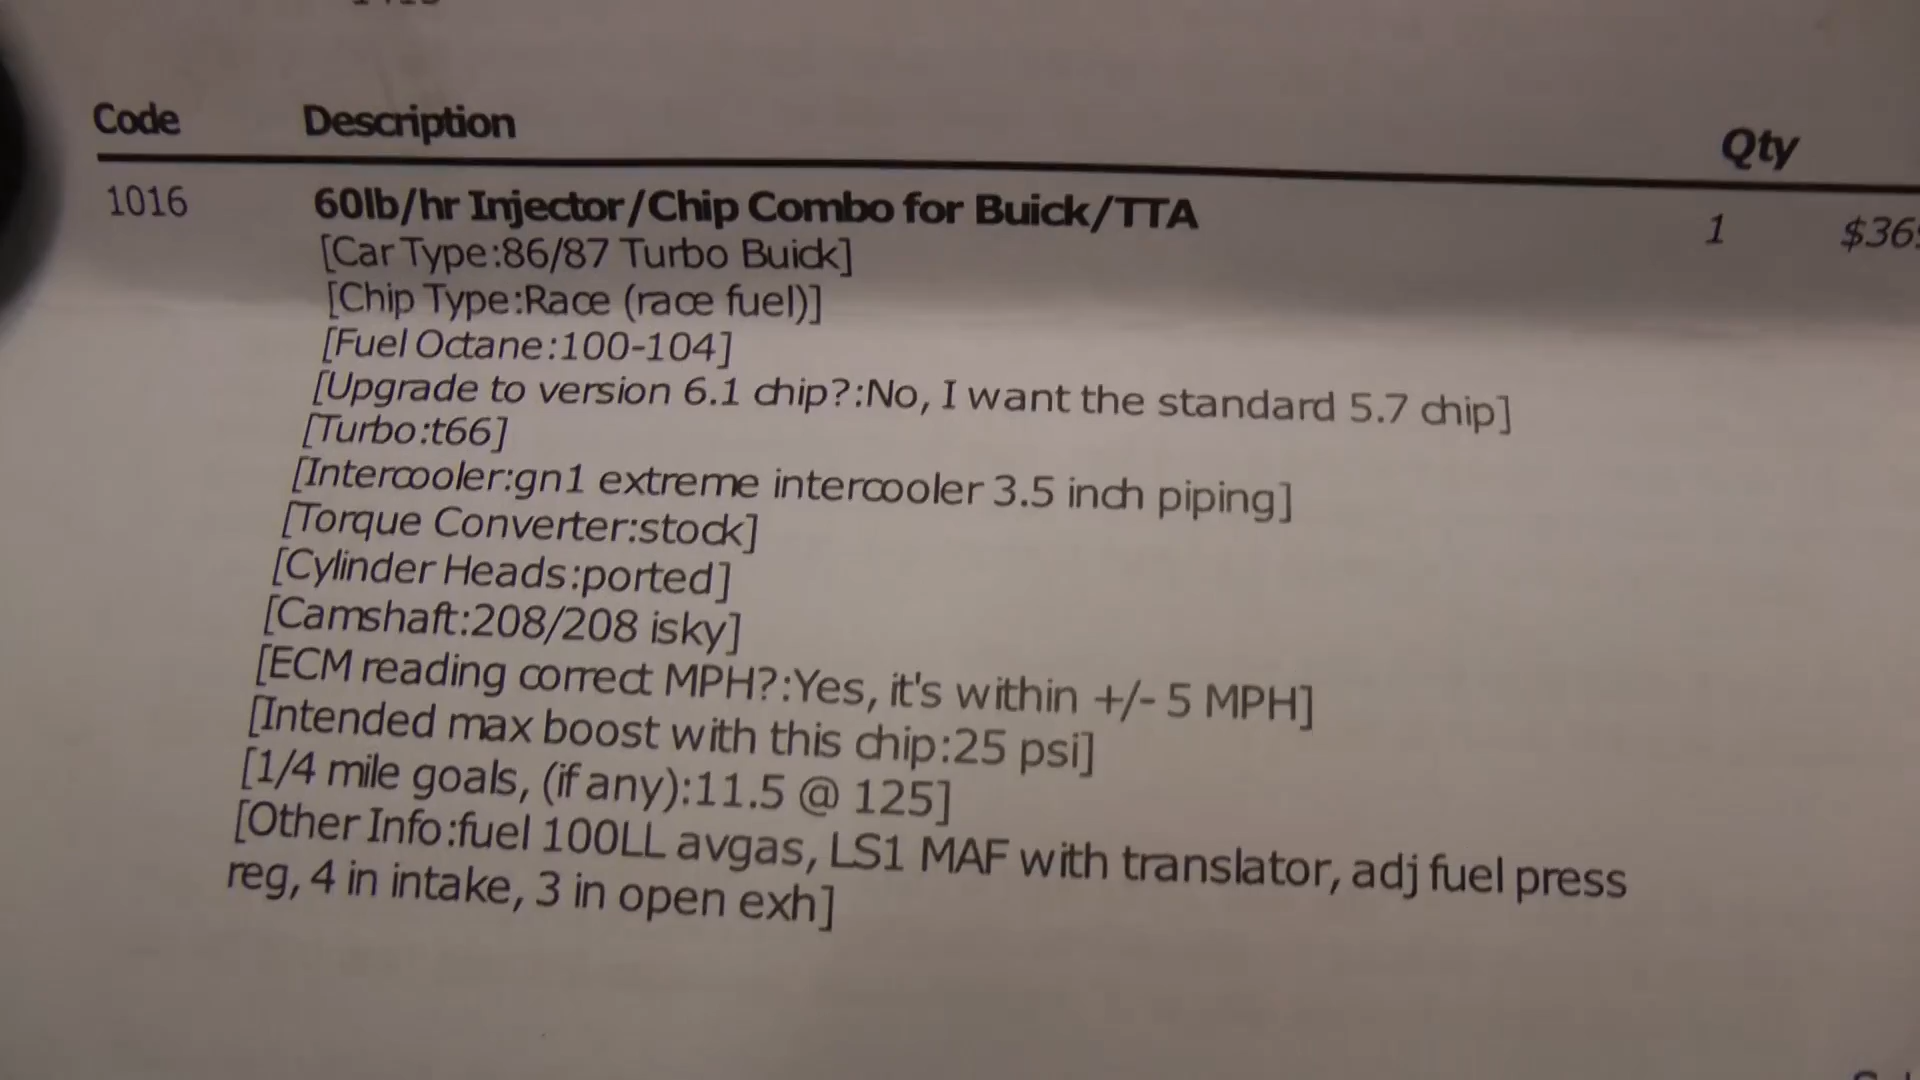 Code Description Qty
1016 60lb/hr Injector/Chip Combo for Buick/TTA 1
[Car Type:86/87 Turbo Buick]
[Chip Type:Race (race fuel)]
[Fuel Octane:100-104]
[Upgrade to version 6.1 chip?:No, I want the standard 5.7 chip]
[Turbo:t66]
[Intercooler:gn1 extreme intercooler 3.5 inch piping]
[Torque Converter:stock]
[Cylinder Heads:ported]
[Camshaft:208/208 isky]
[ECM reading correct MPH?:Yes, it's within +/- 5 MPH]
[Intended max boost with this chip:25 psi]
[1/4 mile goals, (if any):11.5 @ 125]
[Other Info:fuel 100LL avgas, LS1 MAF with translator, adj fuel press
reg, 4 in intake, 3 in open exh]